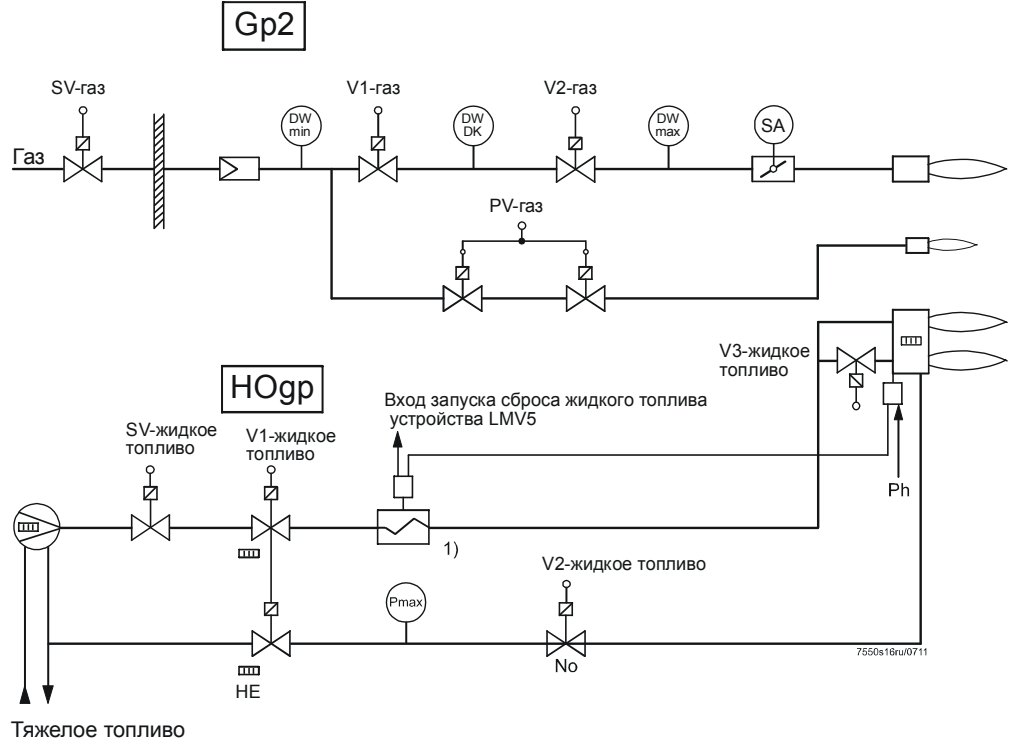 Gp2
SV-газ
V1-газ
V2-газ
DW
min
DW
DK
DW
max
SA
Газ
PV-газ
V3-жидкое
топливо
HOgp
Вход запуска сброса жидкого топлива
устройства LMV5
SV-жидкое
топливо
V1-жидкое
топливо
Ph
1)
V2-жидкое топливо
Pmax
No
7550s16ru/0711
HE
Тяжелое топливо